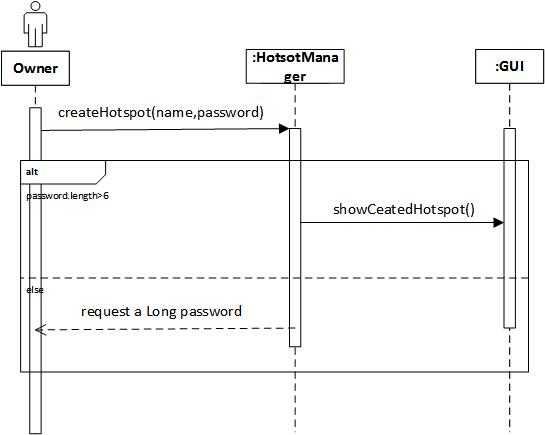 Owner
:HotsotMana
ger
:GUI
createHotspot(name,password)
alt
password.length>6
showCeatedHotspot()
else
request a Long password